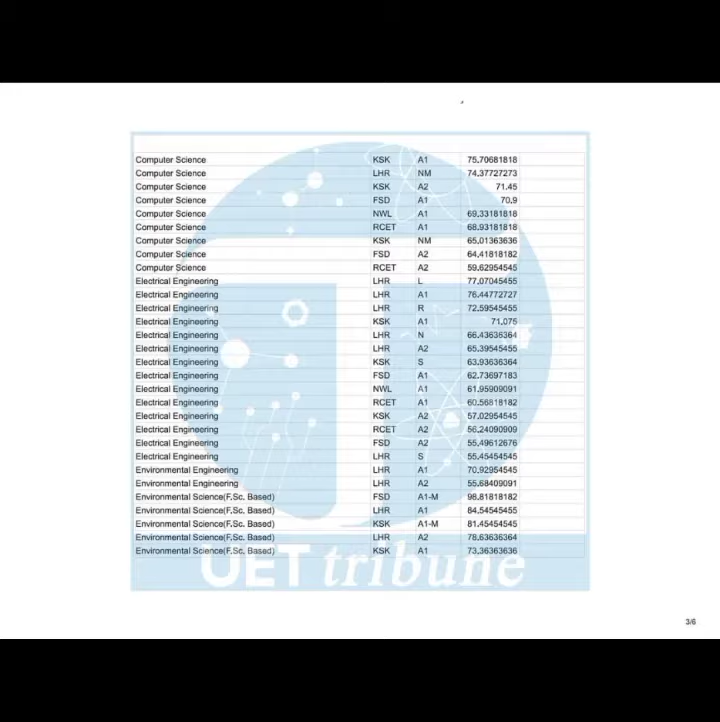 Computer Science KSK A1 75.70681818
Computer Science LHR NM 74.37727273
Computer Science KSK A2 71.45
Computer Science FSD A1 70.9
Computer Science NWL A1 69.33181818
Computer Science RCET A1 68.93181818
Computer Science KSK NM 65.01363636
Computer Science FSD A2 64.41818182
Computer Science RCET A2 59.62954545
Electrical Engineering LHR L 77.07045455
Electrical Engineering LHR A1 76.44772727
Electrical Engineering LHR R 72.59545455
Electrical Engineering KSK A1 71.075
Electrical Engineering LHR N 66.43636364
Electrical Engineering LHR A2 65.39545455
Electrical Engineering KSK S 63.93636364
Electrical Engineering FSD A1 62.73697183
Electrical Engineering NWL A1 61.95909091
Electrical Engineering RCET A1 60.56818182
Electrical Engineering KSK A2 57.02954545
Electrical Engineering RCET A2 56.24090909
Electrical Engineering FSD A2 55.49612676
Electrical Engineering LHR S 55.45454545
Environmental Engineering LHR A1 70.92954545
Environmental Engineering LHR A2 55.68409091
Environmental Science(F.Sc. Based) FSD A1-M 98.81818182
Environmental Science(F.Sc. Based) LHR A1 84.54545455
Environmental Science(F.Sc. Based) KSK A1-M 81.45454545
Environmental Science(F.Sc. Based) LHR A2 78.63636364
Environmental Science(F.Sc. Based) KSK A1 73.36363636
UET tribune
3/6